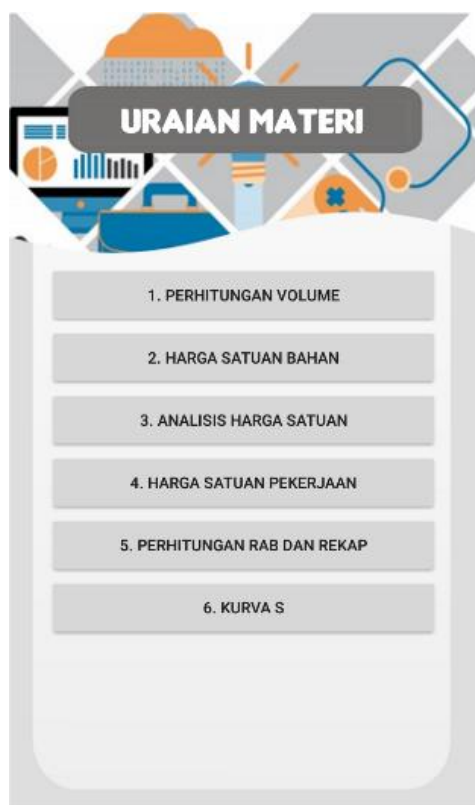 URAIAN MATERI
1. PERHITUNGAN VOLUME
2. HARGA SATUAN BAHAN
3. ANALISIS HARGA SATUAN
4. HARGA SATUAN PEKERJAAN
5. PERHITUNGAN RAB DAN REKAP
6. KURVA S